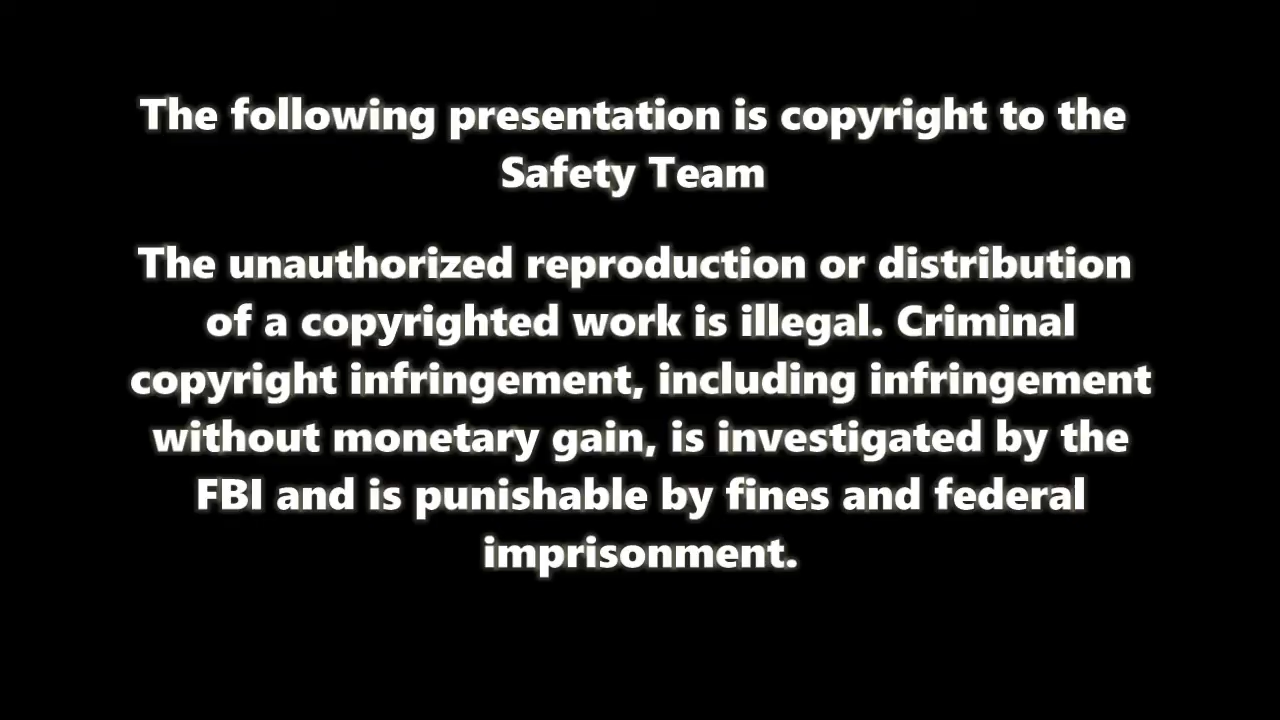 The following presentation is copyright to the
Safety Team
The unauthorized reproduction or distribution
of a copyrighted work is illegal. Criminal
copyright infringement, including infringement
without monetary gain, is investigated by the
FBI and is punishable by fines and federal
imprisonment.